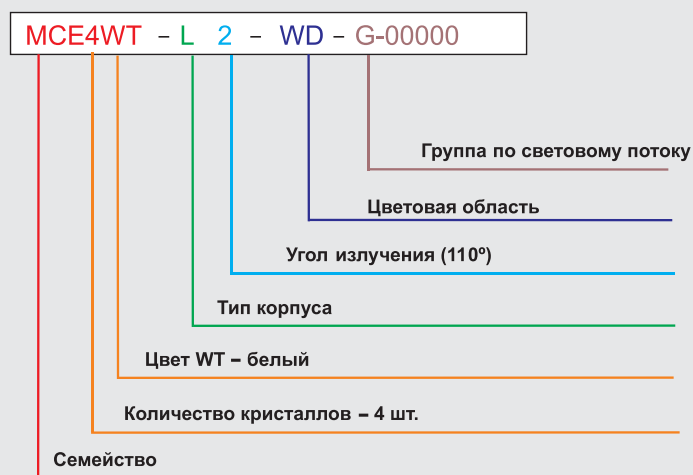 MCE4WT - L 2 - WD - G-00000
Группа по световому потоку
Цветовая область
Угол излучения (110º)
Тип корпуса
Цвет WT – белый
Количество кристаллов – 4 шт.
Семейство